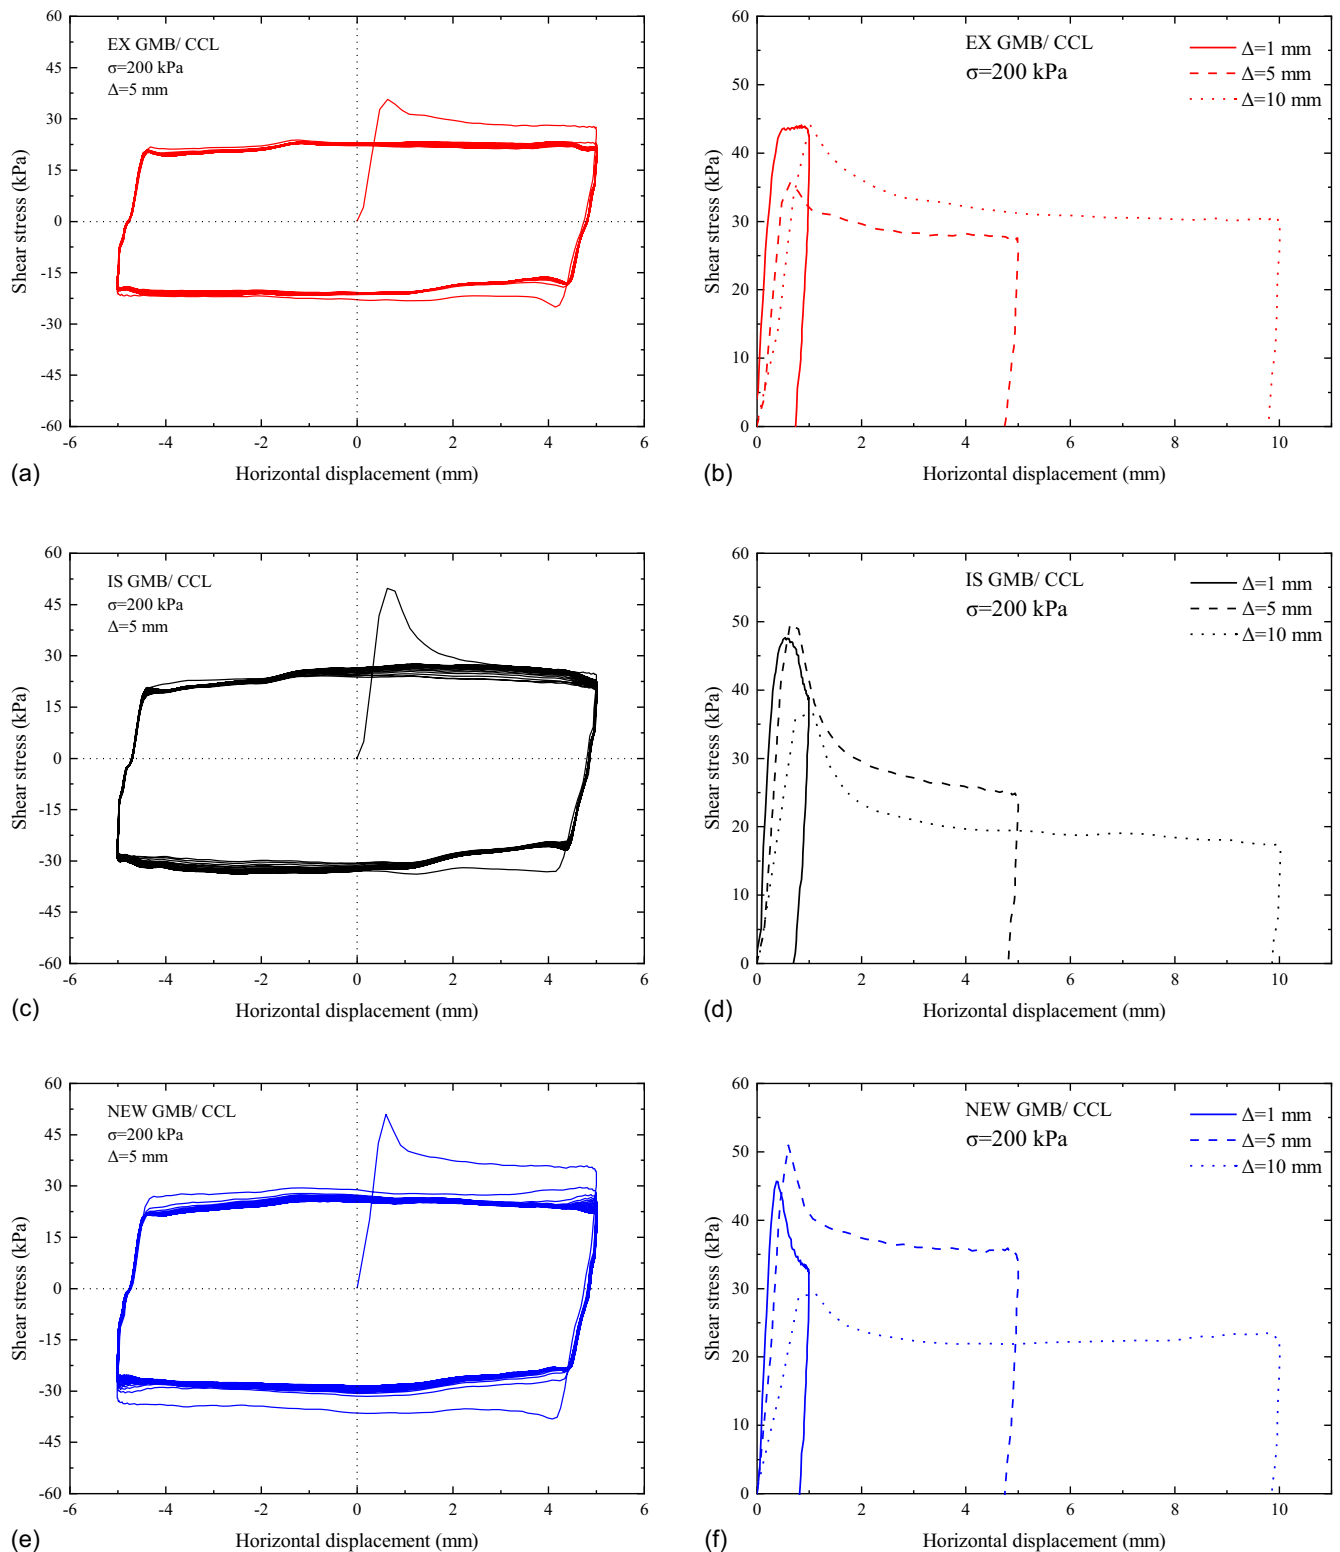 60
45
30
15
0
-15
-30
-45
-60
Shear stress (kPa)
EX GMB/ CCL
σ=200 kPa
Δ=5 mm
-6
-4
-2
0
2
4
6
Horizontal displacement (mm)
(a)
60
50
40
30
20
10
0
Shear stress (kPa)
EX GMB/ CCL
σ=200 kPa
Δ=1 mm
Δ=5 mm
Δ=10 mm
0
2
4
6
8
10
Horizontal displacement (mm)
(b)
60
45
30
15
0
-15
-30
-45
-60
Shear stress (kPa)
IS GMB/ CCL
σ=200 kPa
Δ=5 mm
-6
-4
-2
0
2
4
6
Horizontal displacement (mm)
(c)
60
50
40
30
20
10
0
Shear stress (kPa)
IS GMB/ CCL
σ=200 kPa
Δ=1 mm
Δ=5 mm
Δ=10 mm
0
2
4
6
8
10
Horizontal displacement (mm)
(d)
60
45
30
15
0
-15
-30
-45
-60
Shear stress (kPa)
NEW GMB/ CCL
σ=200 kPa
Δ=5 mm
-6
-4
-2
0
2
4
6
Horizontal displacement (mm)
(e)
60
50
40
30
20
10
0
Shear stress (kPa)
NEW GMB/ CCL
σ=200 kPa
Δ=1 mm
Δ=5 mm
Δ=10 mm
0
2
4
6
8
10
Horizontal displacement (mm)
(f)